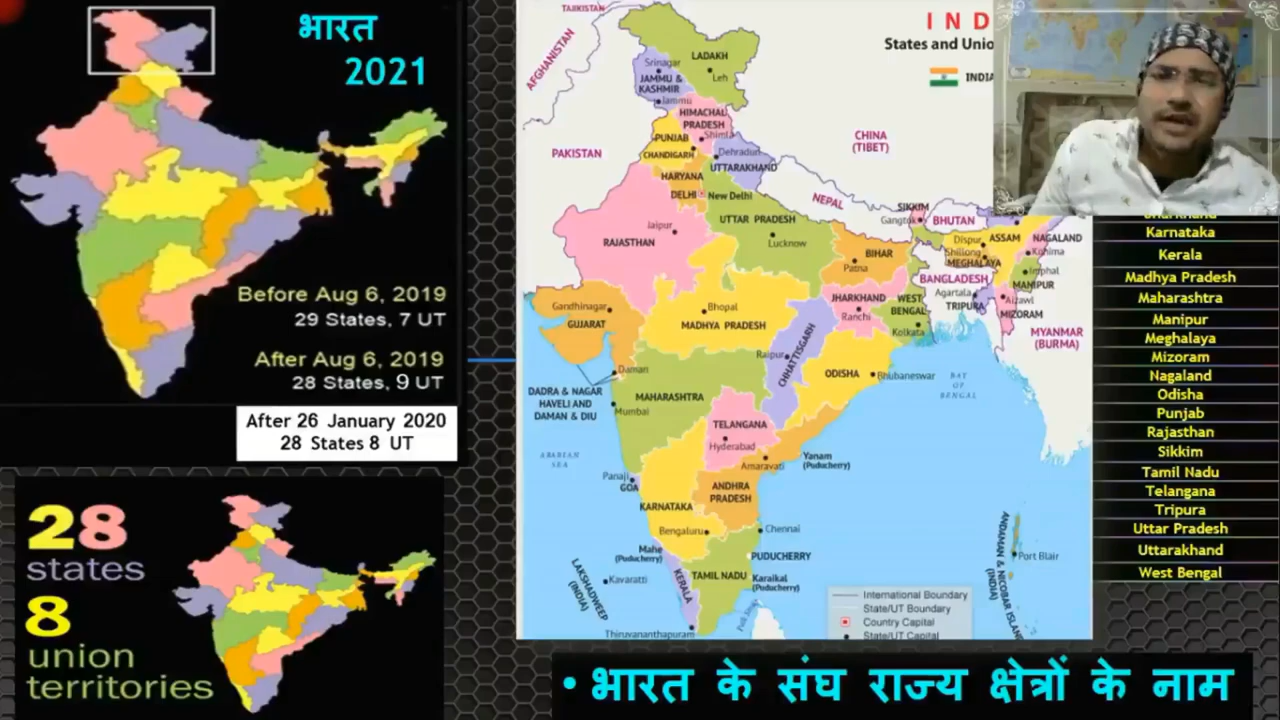 भारत
2021
Before Aug 6, 2019
29 States, 7 UT
After Aug 6, 2019
28 States, 9 UT
After 26 January 2020
28 States 8 UT
28
states
8
union
territories
IND
States and Unio
INDIA
TAJIKISTAN
AFGHANISTAN
PAKISTAN
CHINA
(TIBET)
NEPAL
BHUTAN
BANGLADESH
MYANMAR
(BURMA)
LADAKH
Leh
Srinagar
JAMMU &
KASHMIR
Jammu
HIMACHAL
PRADESH
Shimla
PUNJAB
CHANDIGARH
Dehradun
UTTARAKHAND
HARYANA
DELHI
New Delhi
UTTAR PRADESH
Lucknow
Jaipur
RAJASTHAN
BIHAR
Patna
SIKKIM
Gangtok
ASSAM
Dispur
Shillong
MEGHALAYA
NAGALAND
Kohima
Imphal
MANIPUR
Agartala
TRIPURA
Aizawl
MIZORAM
Gandhinagar
GUJARAT
Bhopal
MADHYA PRADESH
JHARKHAND
Ranchi
WEST
BENGAL
Kolkata
Raipur
CHHATTISGARH
ODISHA
Bhubaneswar
BAY
OF
BENGAL
Daman
DADRA & NAGAR
HAVELI AND
DAMAN & DIU
MAHARASHTRA
Mumbai
TELANGANA
Hyderabad
ARABIAN
SEA
Amaravati
Yanam
(Puducherry)
Panaji
GOA
ANDHRA
PRADESH
KARNATAKA
Bengaluru
Chennai
Mahe
(Puducherry)
PUDUCHERRY
LAKSHADWEEP
(INDIA)
Kavaratti
KERALA
TAMIL NADU
Karaikal
(Puducherry)
Thiruvananthapuram
ANDAMAN & NICOBAR ISLAN
(INDIA)
Port Blair
International Boundary
State/UT Boundary
Country Capital
State/UT Capital
Jharkhand
Karnataka
Kerala
Madhya Pradesh
Maharashtra
Manipur
Meghalaya
Mizoram
Nagaland
Odisha
Punjab
Rajasthan
Sikkim
Tamil Nadu
Telangana
Tripura
Uttar Pradesh
Uttarakhand
West Bengal
• भारत के संघ राज्य क्षेत्रों के नाम